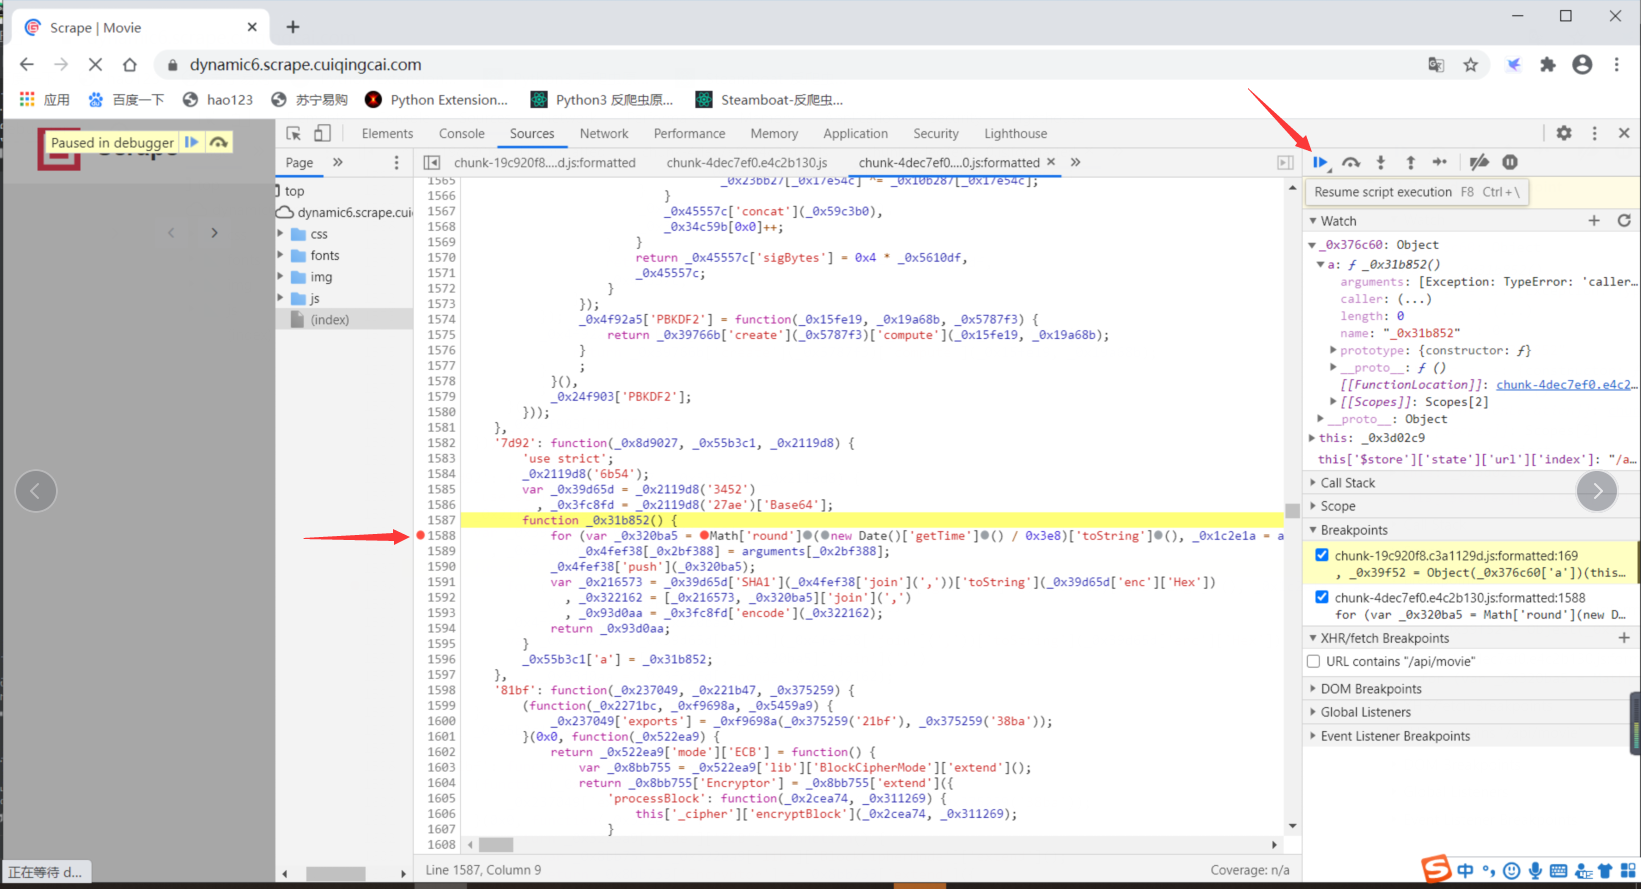 Scrape | Movie
dynamic6.scrape.cuiqingcai.com
应用
百度一下
hao123
苏宁易购
Python Extension...
Python3 反爬虫原...
Steamboat-反爬虫...
Paused in debugger
Elements
Console
Sources
Network
Performance
Memory
Application
Security
Lighthouse
Page
chunk-19c920f8....d.js:formatted
chunk-4dec7ef0.e4c2b130.js
chunk-4dec7ef0....0.js:formatted
top
dynamic6.scrape.cui
css
fonts
img
js
(index)
1565 _0x23bb27[_0x17e54c] ^= _0x10b287[_0x17e54c];
1566 }
1567 _0x45557c['concat'](_0x59c3b0),
1568 _0x34c59b[0x0]++;
1569 }
1570 return _0x45557c['sigBytes'] = 0x4 * _0x5610df,
1571 _0x45557c;
1572 }
1573 });
1574 _0x4f92a5['PBKDF2'] = function(_0x15fe19, _0x19a68b, _0x5787f3) {
1575 return _0x39766b['create'](_0x5787f3)['compute'](_0x15fe19, _0x19a68b);
1576 }
1577 ;
1578 }(),
1579 _0x24f903['PBKDF2'];
1580 }));
1581 },
1582 '7d92': function(_0x8d9027, _0x55b3c1, _0x2119d8) {
1583 'use strict';
1584 _0x2119d8('6b54');
1585 var _0x39d65d = _0x2119d8('3452')
1586 , _0x3fc8fd = _0x2119d8('27ae')['Base64'];
1587 function _0x31b852() {
1588 for (var _0x320ba5 = Math['round'](new Date()['getTime']() / 0x3e8)['toString'](), _0x1c2e1a = a
1589 _0x4fef38[_0x2bf388] = arguments[_0x2bf388];
1590 _0x4fef38['push'](_0x320ba5);
1591 var _0x216573 = _0x39d65d['SHA1'](_0x4fef38['join'](','))['toString'](_0x39d65d['enc']['Hex'])
1592 , _0x322162 = [_0x216573, _0x320ba5]['join'](',')
1593 , _0x93d0aa = _0x3fc8fd['encode'](_0x322162);
1594 return _0x93d0aa;
1595 }
1596 _0x55b3c1['a'] = _0x31b852;
1597 },
1598 '81bf': function(_0x237049, _0x221b47, _0x375259) {
1599 (function(_0x2271bc, _0xf9698a, _0x5459a9) {
1600 _0x237049['exports'] = _0xf9698a(_0x375259('21bf'), _0x375259('38ba'));
1601 }(0x0, function(_0x522ea9) {
1602 return _0x522ea9['mode']['ECB'] = function() {
1603 var _0x8bb755 = _0x522ea9['lib']['BlockCipherMode']['extend']();
1604 return _0x8bb755['Encryptor'] = _0x8bb755['extend']({
1605 'processBlock': function(_0x2cea74, _0x311269) {
1606 this['_cipher']['encryptBlock'](_0x2cea74, _0x311269);
1607 }
1608
Line 1587, Column 9
Coverage: n/a
Resume script execution F8 Ctrl+\
Watch
_0x376c60: Object
a: ƒ _0x31b852()
arguments: [Exception: TypeError: 'caller...
caller: (...)
length: 0
name: "_0x31b852"
prototype: {constructor: ƒ}
__proto__: ƒ ()
[[FunctionLocation]]: chunk-4dec7ef0.e4c2...
[[Scopes]]: Scopes[2]
__proto__: Object
this: _0x3d02c9
this['$store']['state']['url']['index']: "/a...
Call Stack
Scope
Breakpoints
chunk-19c920f8.c3a1129d.js:formatted:169
, _0x39f52 = Object(_0x376c60['a'])(this...
chunk-4dec7ef0.e4c2b130.js:formatted:1588
for (var _0x320ba5 = Math['round'](new D...
XHR/fetch Breakpoints
URL contains "/api/movie"
DOM Breakpoints
Global Listeners
Event Listener Breakpoints
正在等待 d...
中